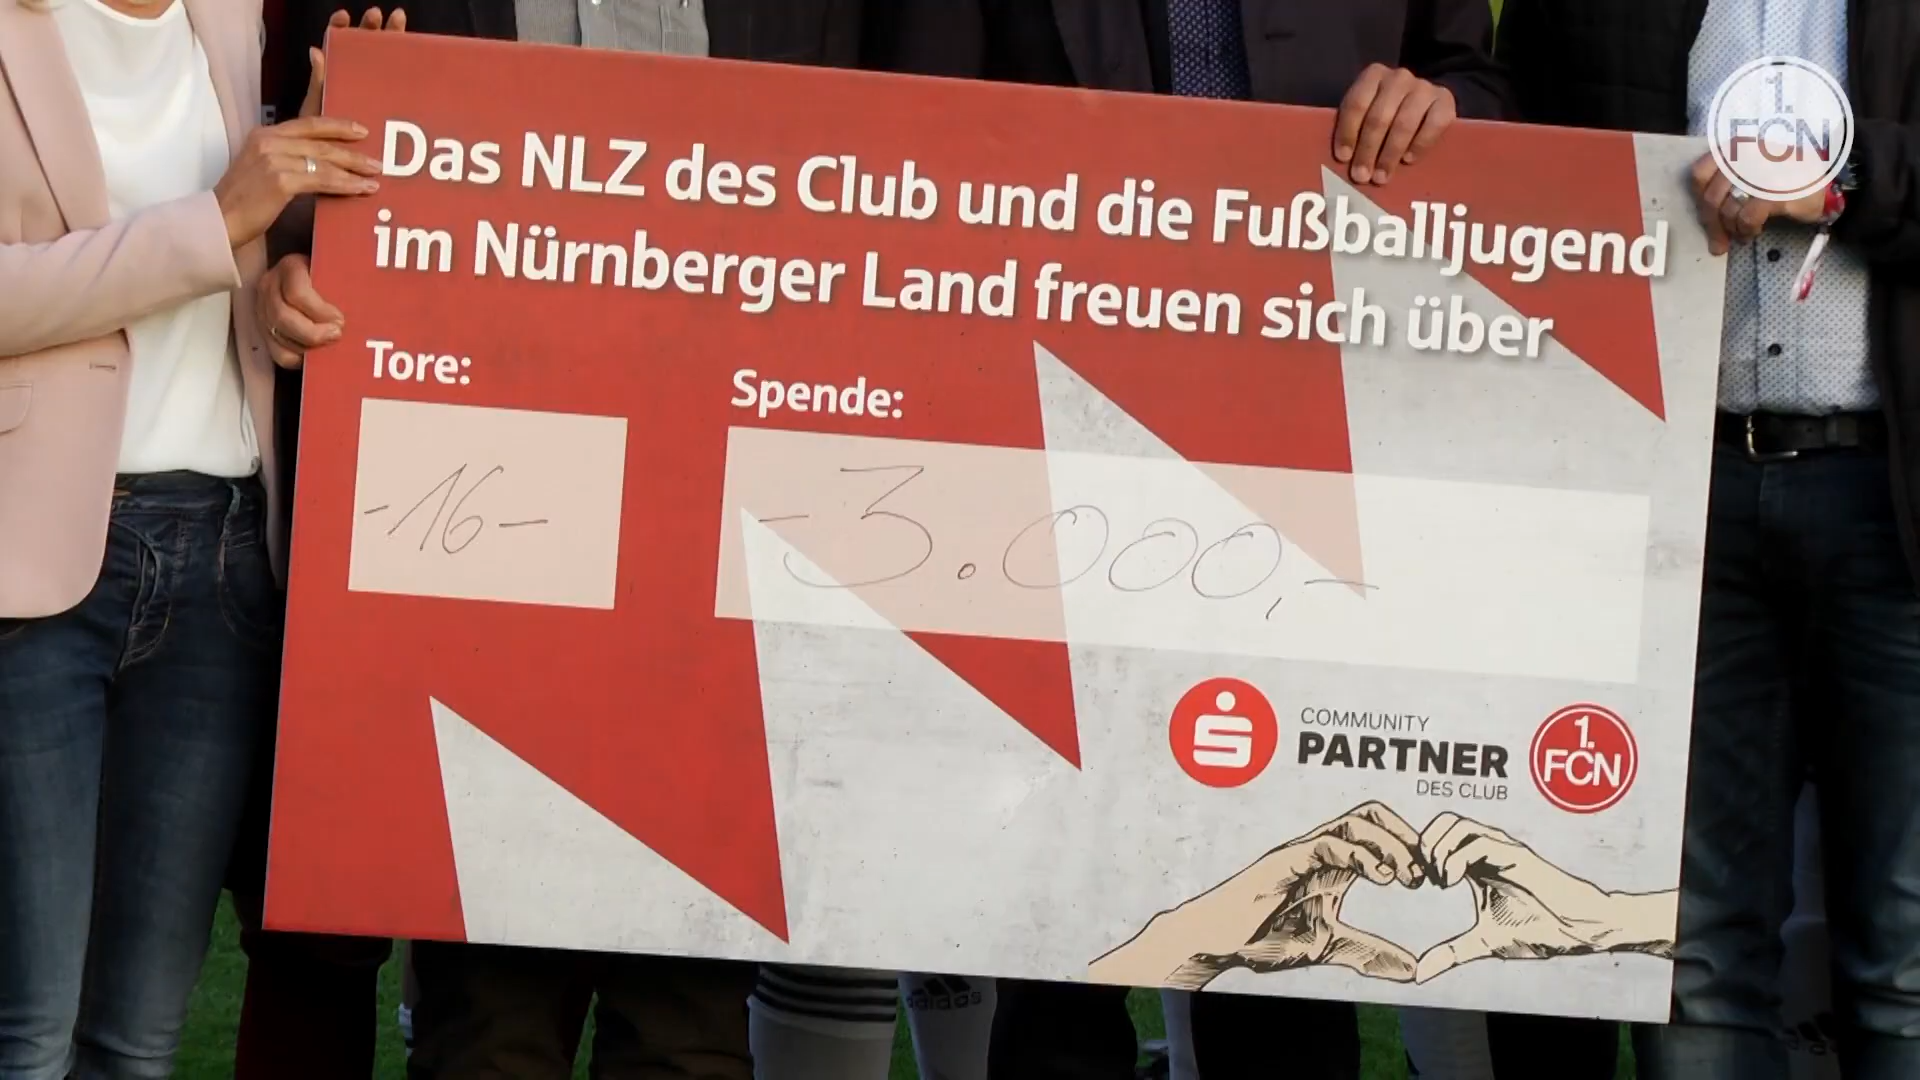 1.
FCN
Das NLZ des Club und die Fußballjugend
im Nürnberger Land freuen sich über
Tore:
Spende:
-16-
-3.000,-
COMMUNITY
PARTNER
DES CLUB
1.
FCN
adidas